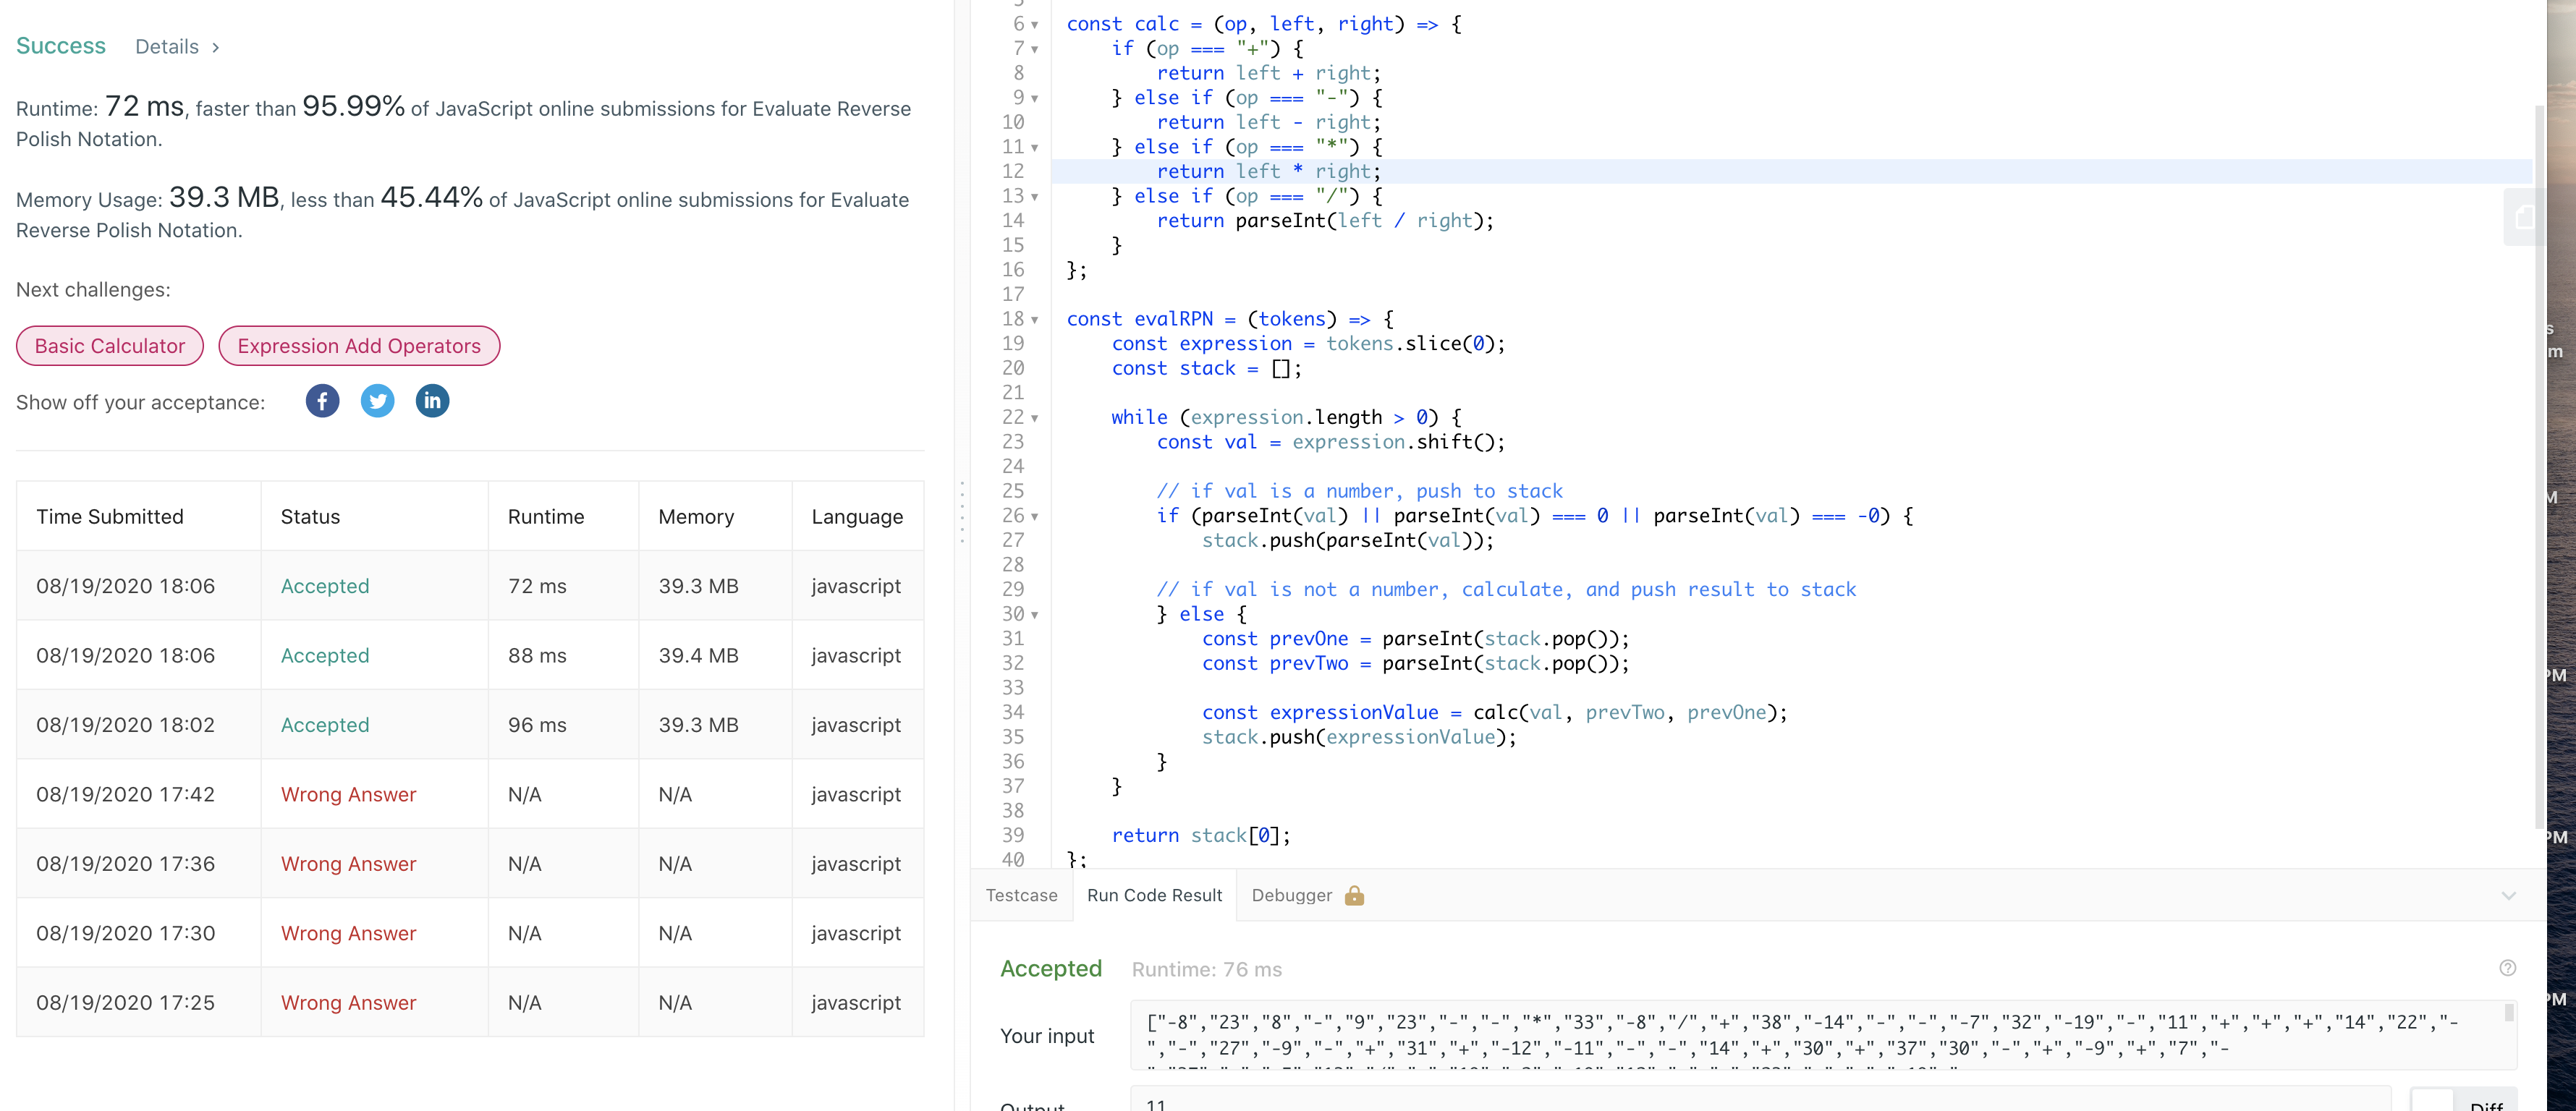 Success Details >
Runtime: 72 ms, faster than 95.99% of JavaScript online submissions for Evaluate Reverse
Polish Notation.
Memory Usage: 39.3 MB, less than 45.44% of JavaScript online submissions for Evaluate
Reverse Polish Notation.
Next challenges:
Basic Calculator Expression Add Operators
Show off your acceptance:
Time Submitted Status Runtime Memory Language
08/19/2020 18:06 Accepted 72 ms 39.3 MB javascript
08/19/2020 18:06 Accepted 88 ms 39.4 MB javascript
08/19/2020 18:02 Accepted 96 ms 39.3 MB javascript
08/19/2020 17:42 Wrong Answer N/A N/A javascript
08/19/2020 17:36 Wrong Answer N/A N/A javascript
08/19/2020 17:30 Wrong Answer N/A N/A javascript
08/19/2020 17:25 Wrong Answer N/A N/A javascript
6 const calc = (op, left, right) => {
7 if (op === "+") {
8 return left + right;
9 } else if (op === "-") {
10 return left - right;
11 } else if (op === "*") {
12 return left * right;
13 } else if (op === "/") {
14 return parseInt(left / right);
15 }
16 };
17
18 const evalRPN = (tokens) => {
19 const expression = tokens.slice(0);
20 const stack = [];
21
22 while (expression.length > 0) {
23 const val = expression.shift();
24
25 // if val is a number, push to stack
26 if (parseInt(val) || parseInt(val) === 0 || parseInt(val) === -0) {
27 stack.push(parseInt(val));
28
29 // if val is not a number, calculate, and push result to stack
30 } else {
31 const prevOne = parseInt(stack.pop());
32 const prevTwo = parseInt(stack.pop());
33
34 const expressionValue = calc(val, prevTwo, prevOne);
35 stack.push(expressionValue);
36 }
37 }
38
39 return stack[0];
40 };
Testcase Run Code Result Debugger
Accepted Runtime: 76 ms
Your input
["-8","23","8","-","9","23","-","-","*","33","-8","/","+","38","-14","-","-","-7","32","-19","-","11","+","+","+","14","22","-
","-","27","-9","-","+","31","+","-12","-11","-","-","14","+","30","+","37","30","-","+","-9","+","7","-
Output 11
Diff